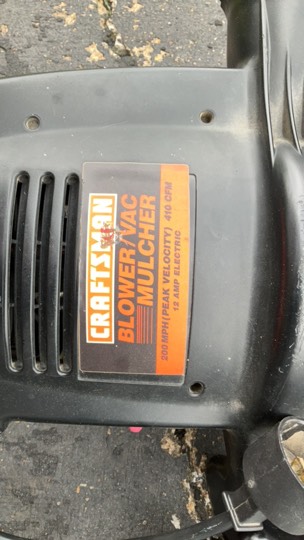 CRAFTSMAN
BLOWER/VAC
MULCHER
200 MPH (PEAK VELOCITY) 410 CFM
12 AMP ELECTRIC